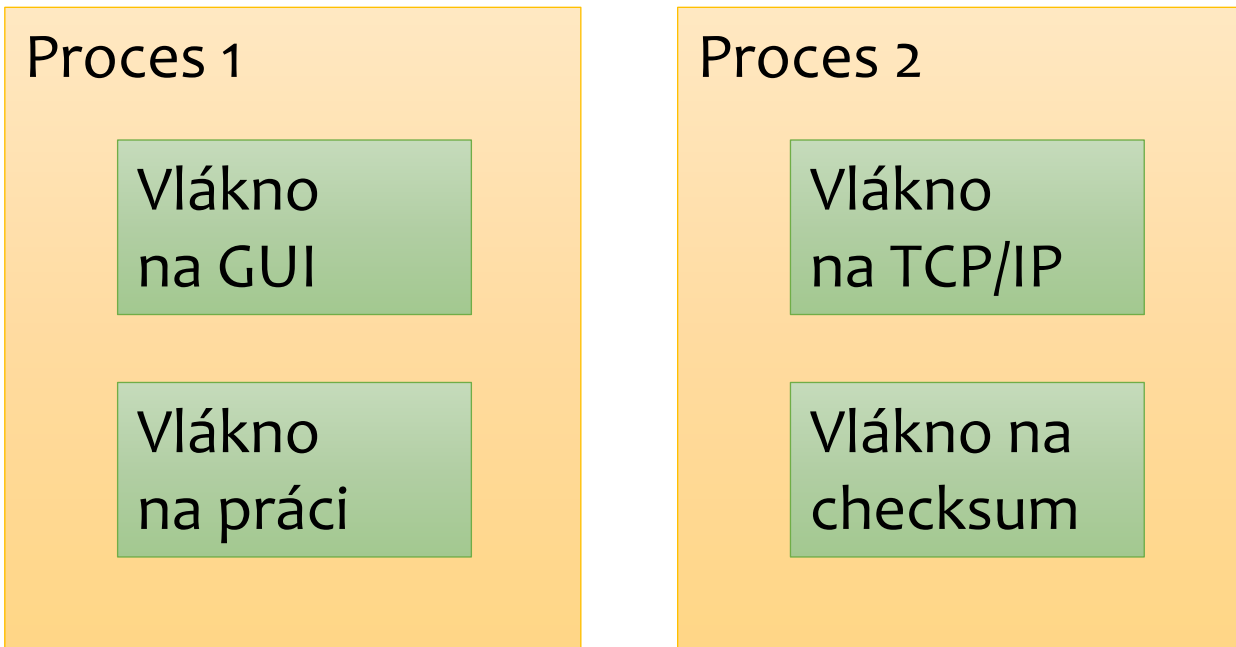 Proces 1
Vlákno
na GUI
Vlákno
na práci
Proces 2
Vlákno
na TCP/IP
Vlákno na
checksum